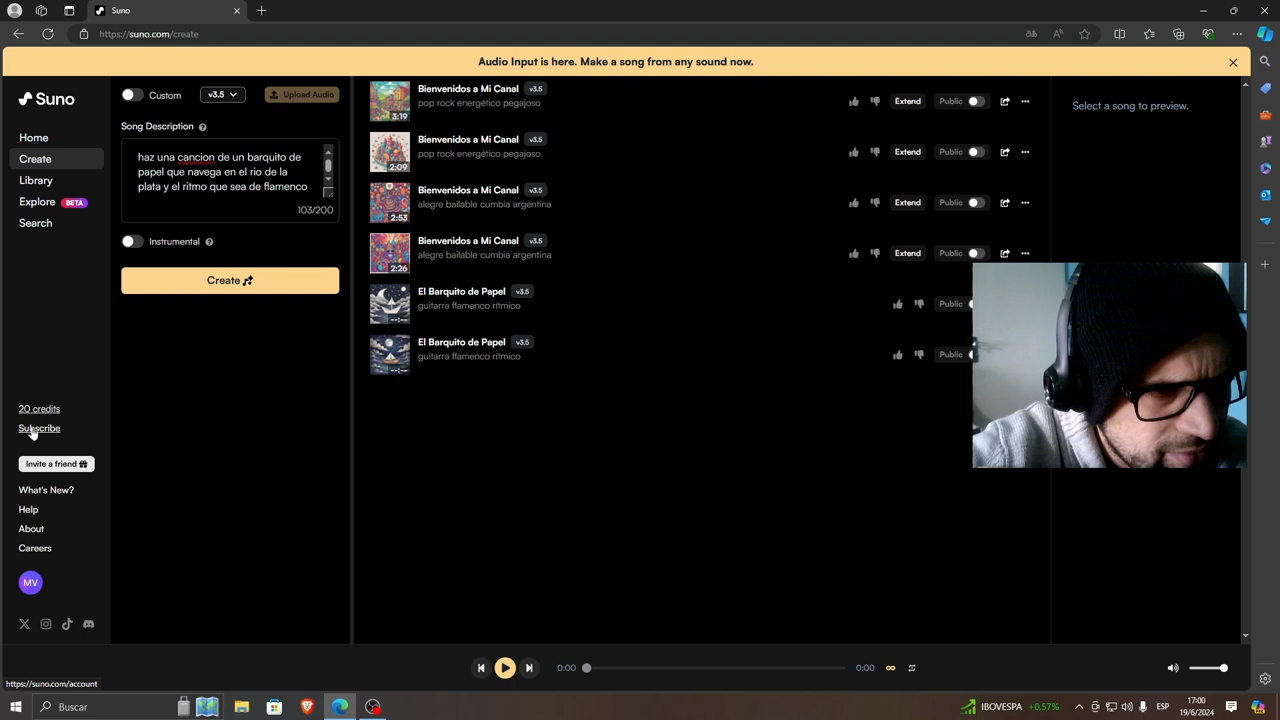 Suno
https://suno.com/create
Audio Input is here. Make a song from any sound now.
Suno
Home
Create
Library
Explore BETA
Search
20 credits
Subscribe
Invite a friend
What's New?
Help
About
Careers
MV
https://suno.com/account
Custom v3.5 Upload Audio
Song Description
haz una cancion de un barquito de
papel que navega en el rio de la
plata y el ritmo que sea de flamenco
103/200
Instrumental
Create
Bienvenidos a Mi Canal v3.5
pop rock energético pegajoso
3:19
Extend Public
Bienvenidos a Mi Canal v3.5
pop rock energético pegajoso
2:09
Extend Public
Bienvenidos a Mi Canal v3.5
alegre bailable cumbia argentina
2:53
Extend Public
Bienvenidos a Mi Canal v3.5
alegre bailable cumbia argentina
2:26
Extend Public
El Barquito de Papel v3.5
guitarra flamenco rítmico
--:--
Public
El Barquito de Papel v3.5
guitarra flamenco rítmico
--:--
Public
Select a song to preview.
0:00 0:00
Buscar
IBOVESPA +0,57%
ESP
17:00
19/6/2024